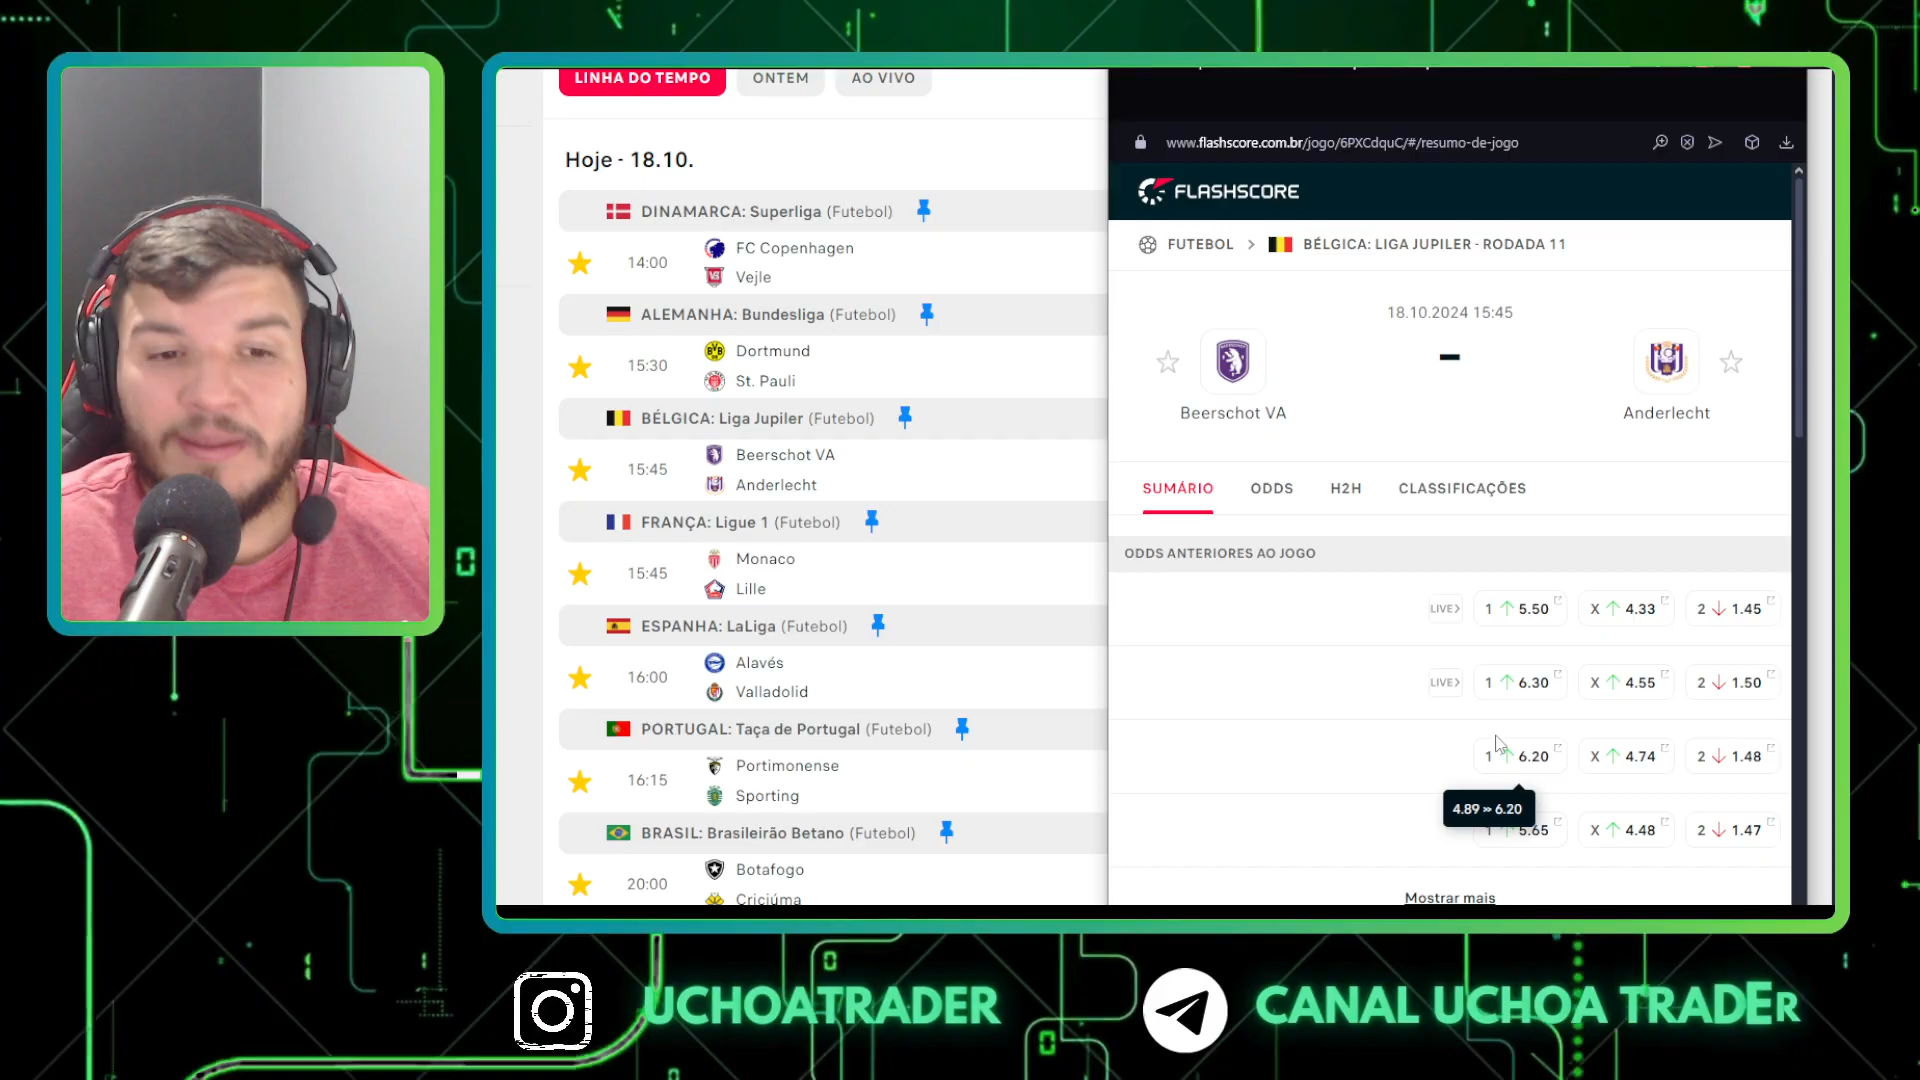 LINHA DO TEMPO
ONTEM
AO VIVO
Hoje - 18.10.
DINAMARCA: Superliga (Futebol)
14:00
FC Copenhagen
Vejle
ALEMANHA: Bundesliga (Futebol)
15:30
Dortmund
St. Pauli
BÉLGICA: Liga Jupiler (Futebol)
15:45
Beerschot VA
Anderlecht
FRANÇA: Ligue 1 (Futebol)
15:45
Monaco
Lille
ESPANHA: LaLiga (Futebol)
16:00
Alavés
Valladolid
PORTUGAL: Taça de Portugal (Futebol)
16:15
Portimonense
Sporting
BRASIL: Brasileirão Betano (Futebol)
20:00
Botafogo
Criciúma
www.flashscore.com.br/jogo/6PXCdquC/#/resumo-de-jogo
FLASHSCORE
FUTEBOL > BÉLGICA: LIGA JUPILER - RODADA 11
18.10.2024 15:45
-
Beerschot VA
Anderlecht
SUMÁRIO
ODDS
H2H
CLASSIFICAÇÕES
ODDS ANTERIORES AO JOGO
LIVE> 1 ↑ 5.50 X ↑ 4.33 2 ↓ 1.45
LIVE> 1 ↑ 6.30 X ↑ 4.55 2 ↓ 1.50
1 ↑ 6.20 X ↑ 4.74 2 ↓ 1.48
4.89 » 6.20
1 ↑ 5.65 X ↑ 4.48 2 ↓ 1.47
Mostrar mais
UCHOATRADER
CANAL UCHOA TRADER